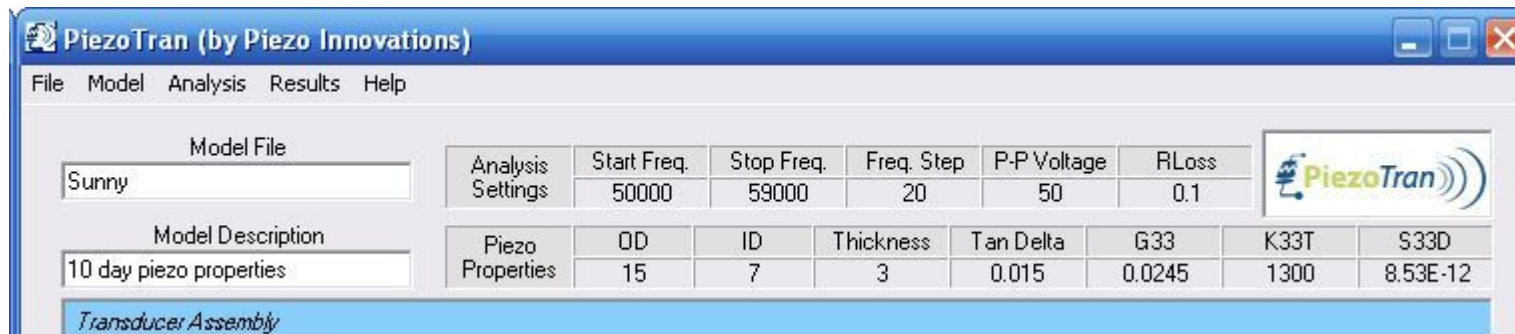 PiezoTran (by Piezo Innovations)
File Model Analysis Results Help
Model File
Sunny
Analysis Settings
Start Freq. Stop Freq. Freq. Step P-P Voltage RLoss
50000 59000 20 50 0.1
PiezoTran
Model Description
10 day piezo properties
Piezo Properties
OD ID Thickness Tan Delta G33 K33T S33D
15 7 3 0.015 0.0245 1300 8.53E-12
Transducer Assembly